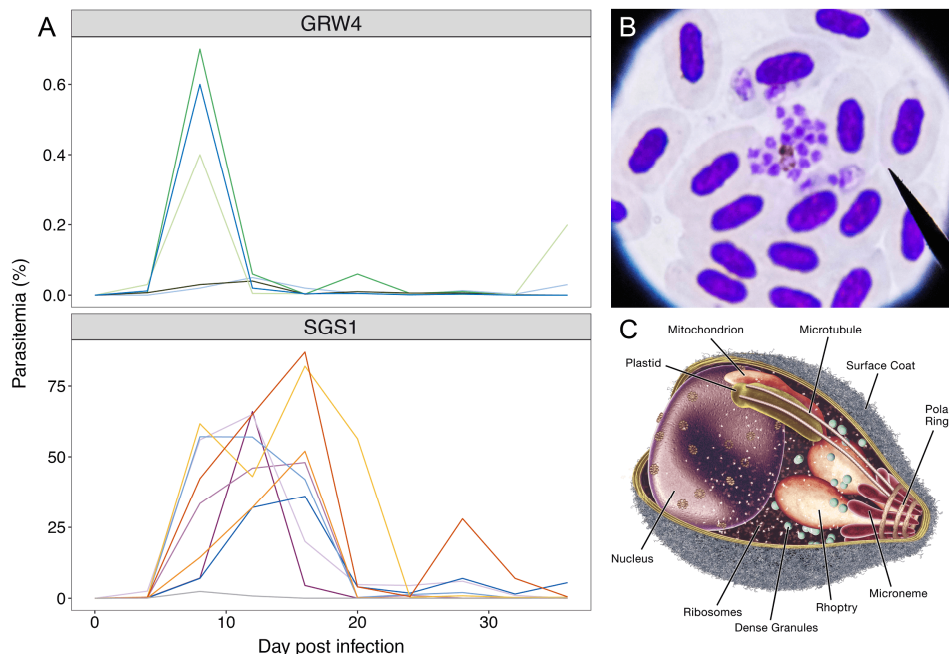 A
GRW4
0.6
0.4
0.2
0.0
SGS1
75
50
25
0
Parasitemia (%)
0
10
20
30
Day post infection
B
C
Mitochondrion
Microtubule
Plastid
Surface Coat
Pola
Ring
Nucleus
Ribosomes
Dense Granules
Rhoptry
Microneme